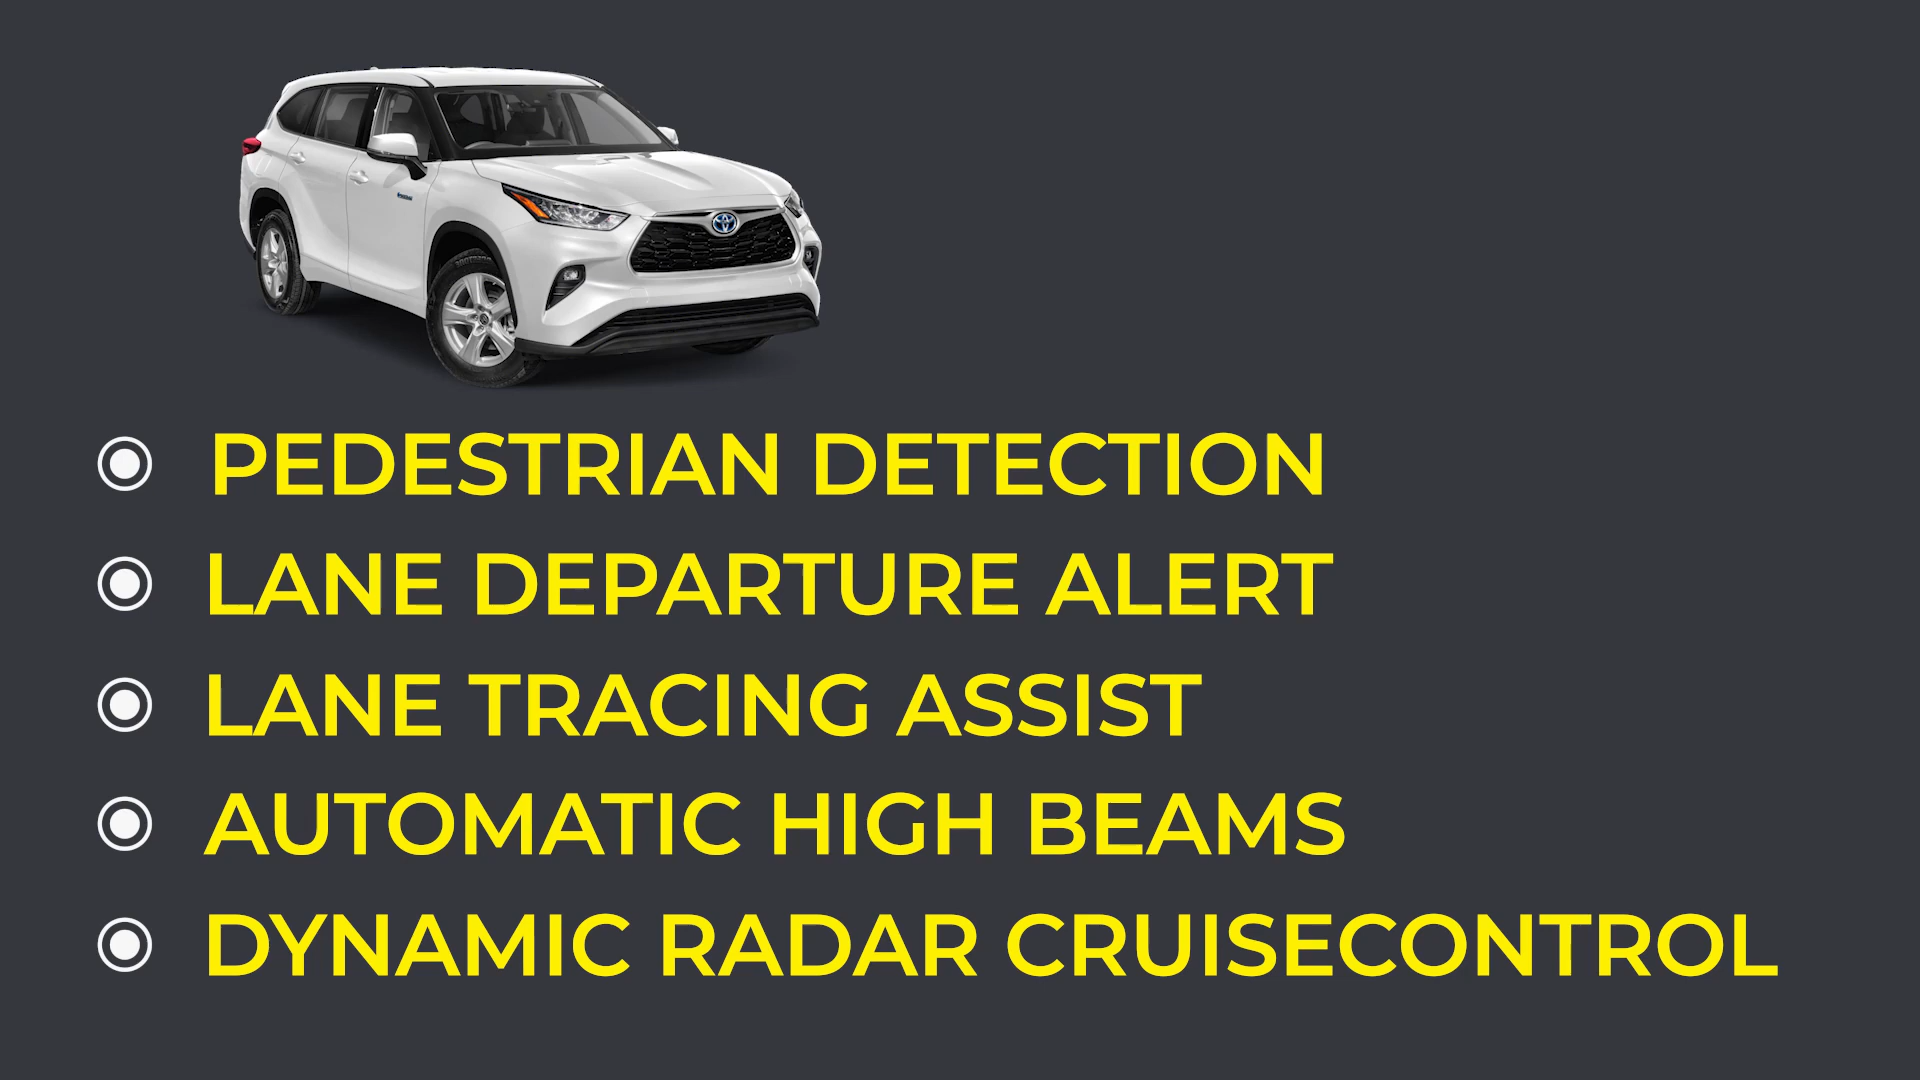 PEDESTRIAN DETECTION
LANE DEPARTURE ALERT
LANE TRACING ASSIST
AUTOMATIC HIGH BEAMS
DYNAMIC RADAR CRUISECONTROL